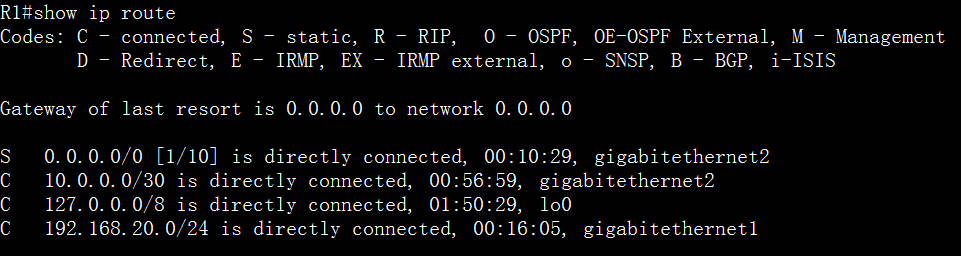 R1#show ip route
Codes: C - connected, S - static, R - RIP,  O - OSPF, OE-OSPF External, M - Management
       D - Redirect, E - IRMP, EX - IRMP external, o - SNSP, B - BGP, i-ISIS
Gateway of last resort is 0.0.0.0 to network 0.0.0.0
S   0.0.0.0/0 [1/10] is directly connected, 00:10:29, gigabitethernet2
C   10.0.0.0/30 is directly connected, 00:56:59, gigabitethernet2
C   127.0.0.0/8 is directly connected, 01:50:29, lo0
C   192.168.20.0/24 is directly connected, 00:16:05, gigabitethernet1